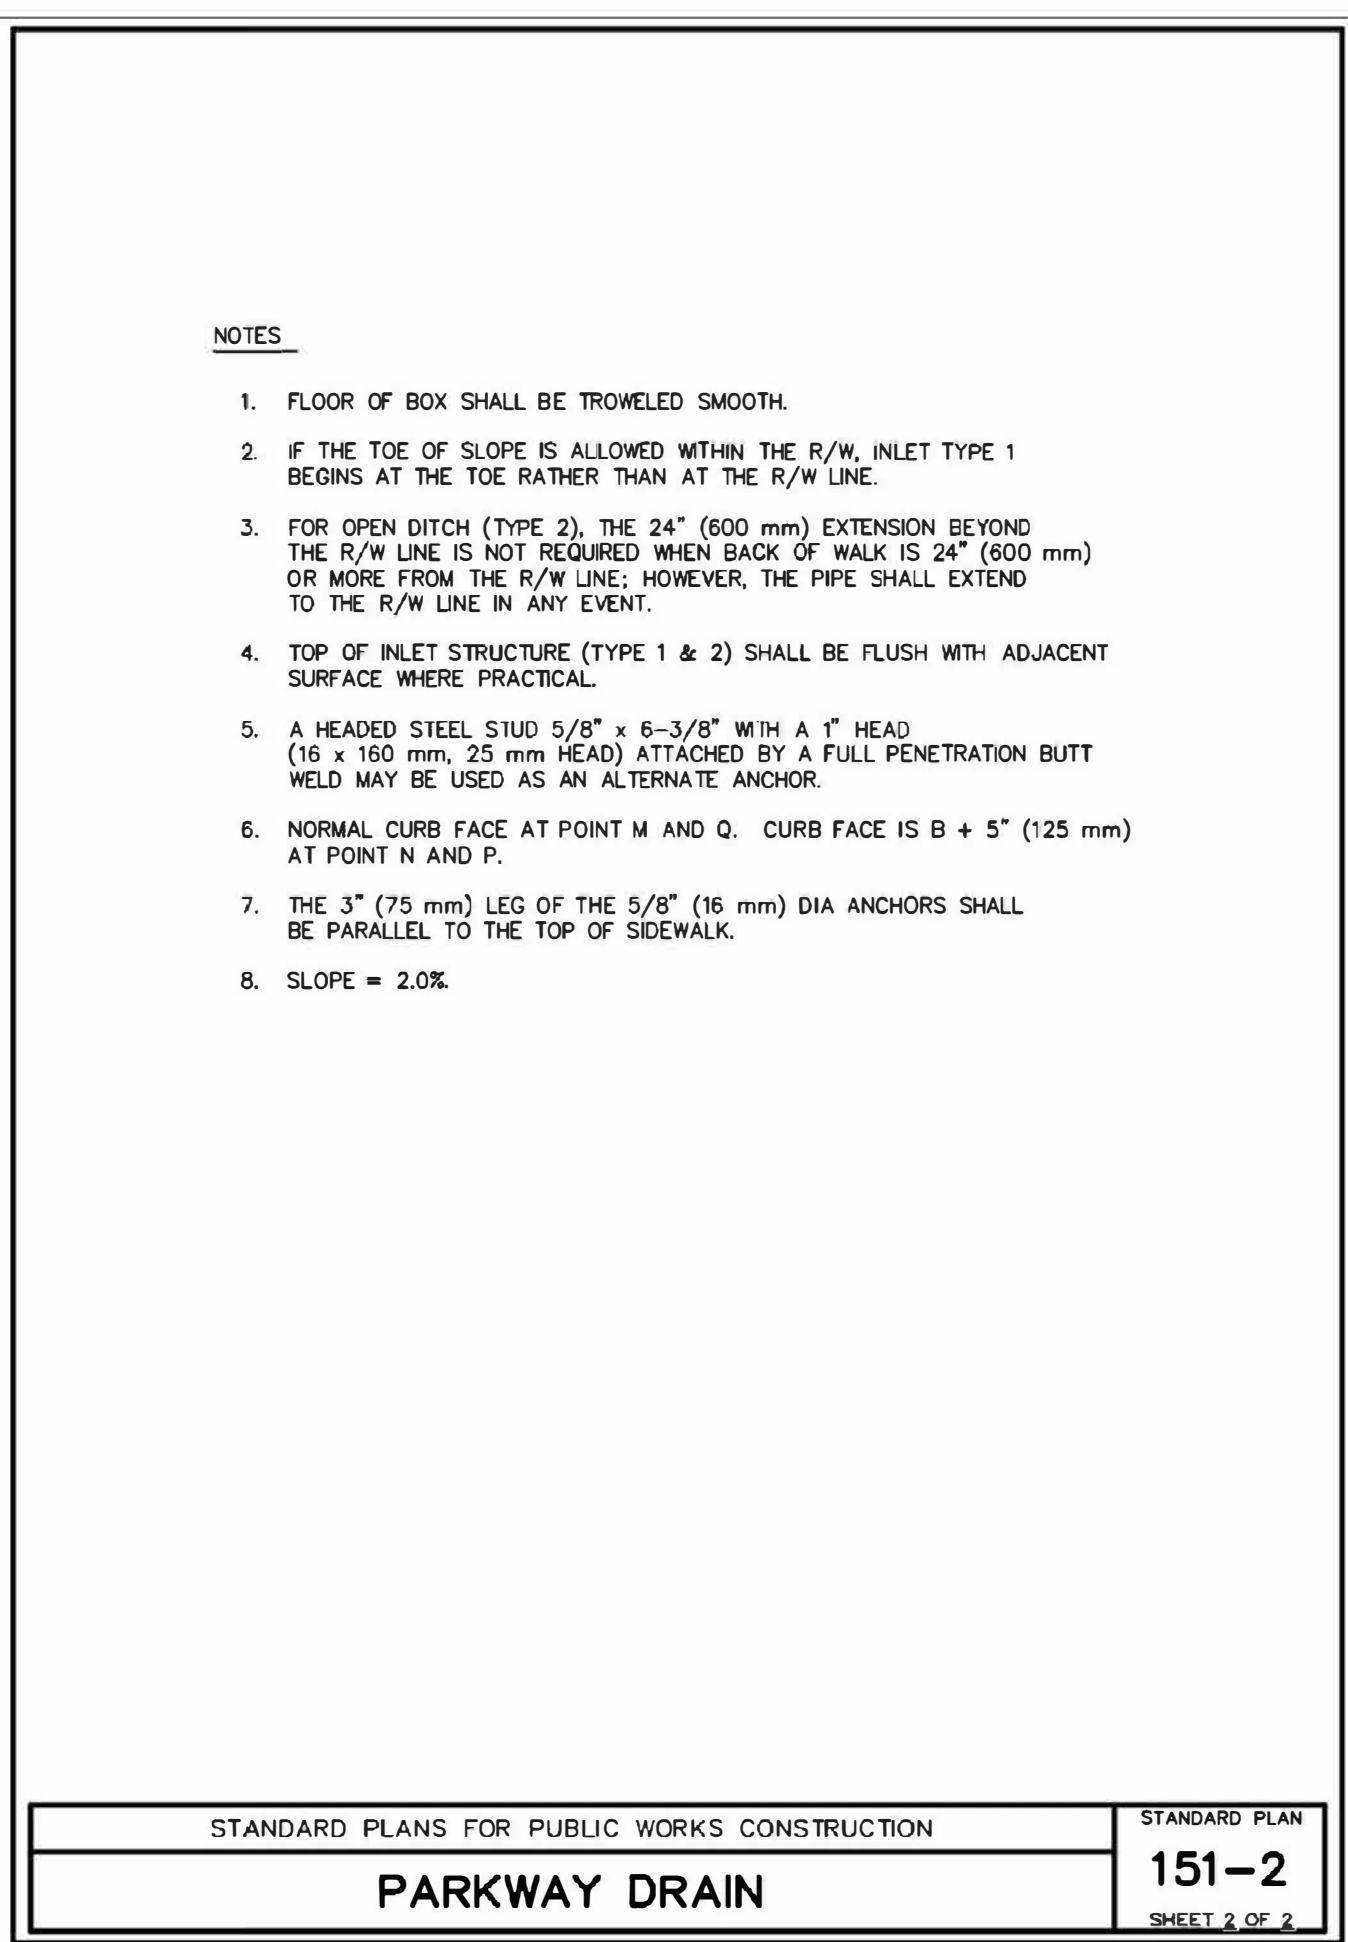 NOTES
1. FLOOR OF BOX SHALL BE TROWELED SMOOTH.
2. IF THE TOE OF SLOPE IS ALLOWED WITHIN THE R/W, INLET TYPE 1
BEGINS AT THE TOE RATHER THAN AT THE R/W LINE.
3. FOR OPEN DITCH (TYPE 2), THE 24" (600 mm) EXTENSION BEYOND
THE R/W LINE IS NOT REQUIRED WHEN BACK OF WALK IS 24" (600 mm)
OR MORE FROM THE R/W LINE; HOWEVER, THE PIPE SHALL EXTEND
TO THE R/W LINE IN ANY EVENT.
4. TOP OF INLET STRUCTURE (TYPE 1 & 2) SHALL BE FLUSH WITH ADJACENT
SURFACE WHERE PRACTICAL.
5. A HEADED STEEL STUD 5/8" x 6-3/8" WITH A 1" HEAD
(16 x 160 mm, 25 mm HEAD) ATTACHED BY A FULL PENETRATION BUTT
WELD MAY BE USED AS AN ALTERNATE ANCHOR.
6. NORMAL CURB FACE AT POINT M AND Q. CURB FACE IS B + 5" (125 mm)
AT POINT N AND P.
7. THE 3" (75 mm) LEG OF THE 5/8" (16 mm) DIA ANCHORS SHALL
BE PARALLEL TO THE TOP OF SIDEWALK.
8. SLOPE = 2.0%.
STANDARD PLANS FOR PUBLIC WORKS CONSTRUCTION
PARKWAY DRAIN
STANDARD PLAN
151-2
SHEET 2 OF 2